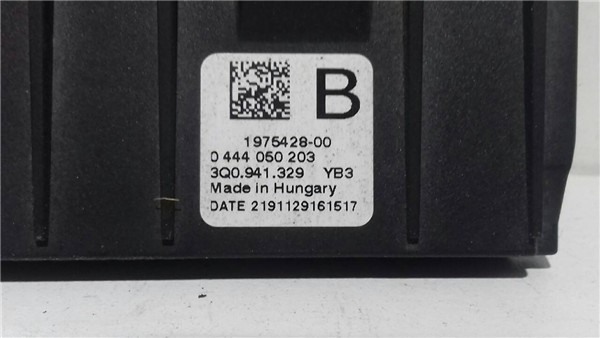 B
1975428-00
0 444 050 203
3Q0.941.329 YB3
Made in Hungary
DATE 2191129161517